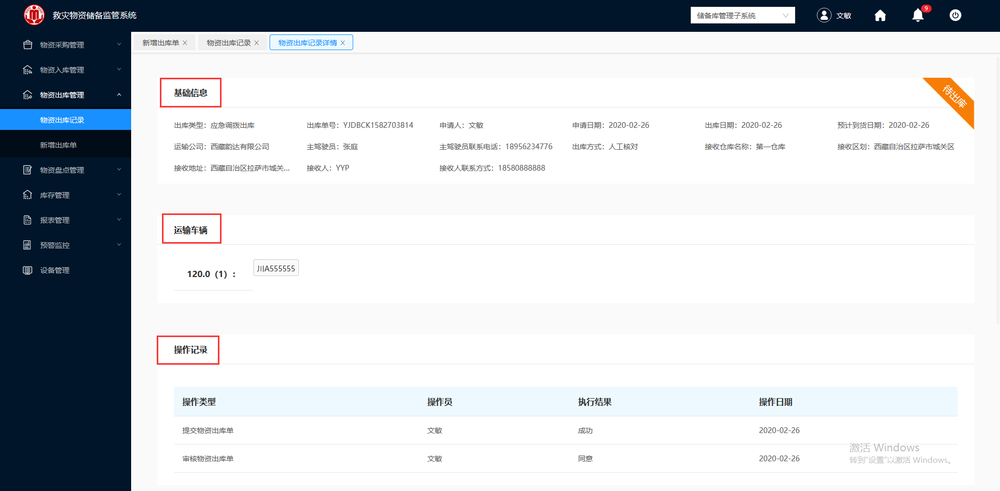 救灾物资储备监管系统
储备库管理子系统
文敏
9
物资采购管理
物资入库管理
物资出库管理
物资出库记录
新增出库单
物资盘点管理
库存管理
报表管理
预警监控
设备管理
新增出库单 物资出库记录 物资出库记录详情
基础信息
待出库
出库类型：应急调拨出库 出库单号：YJDBCK1582703814 申请人：文敏 申请日期：2020-02-26 出库日期：2020-02-26 预计到货日期：2020-02-26
运输公司：西藏韵达有限公司 主驾驶员：张庭 主驾驶员联系电话：18956234776 出库方式：人工核对 接收仓库名称：第一仓库 接收区划：西藏自治区拉萨市城关区
接收地址：西藏自治区拉萨市城关... 接收人：YYP 接收人联系方式：18580888888
运输车辆
120.0（1）： 川A555555
操作记录
操作类型 操作员 执行结果 操作日期
提交物资出库单 文敏 成功 2020-02-26
审核物资出库单 文敏 同意 2020-02-26
激活 Windows
转到"设置"以激活 Windows。